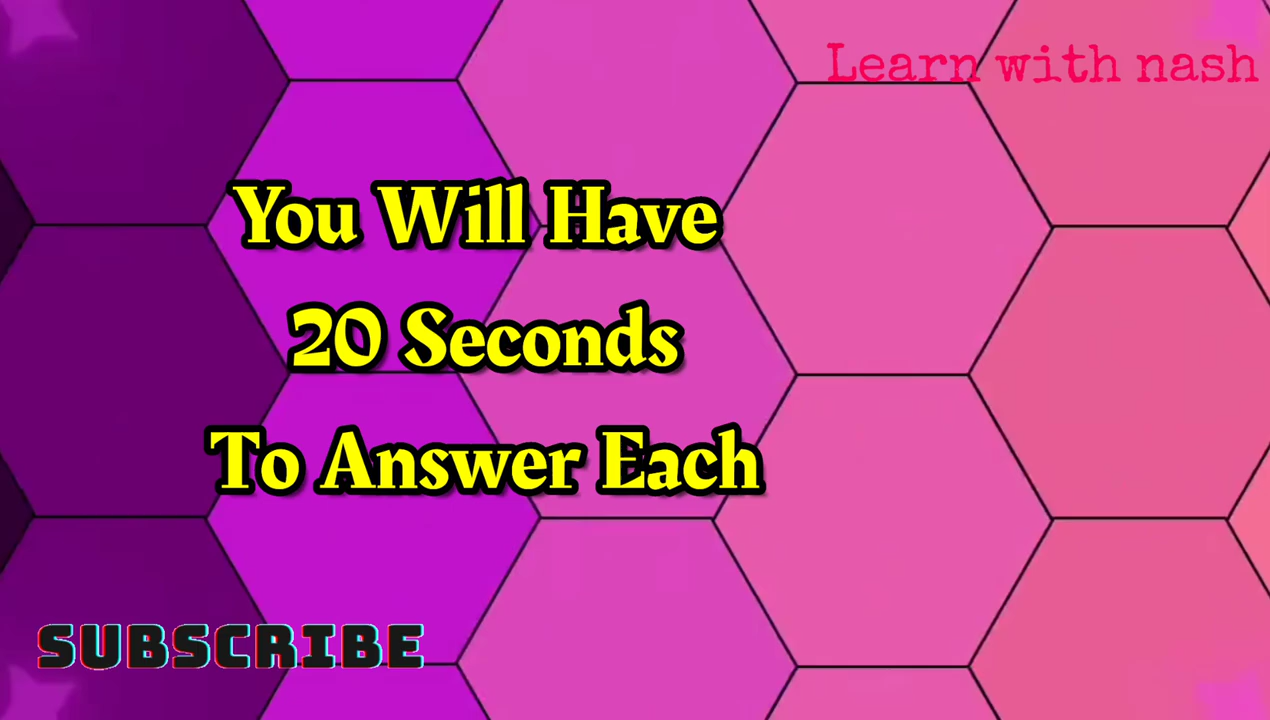 Learn with nash
You Will Have
20 Seconds
To Answer Each
SUBSCRIBE